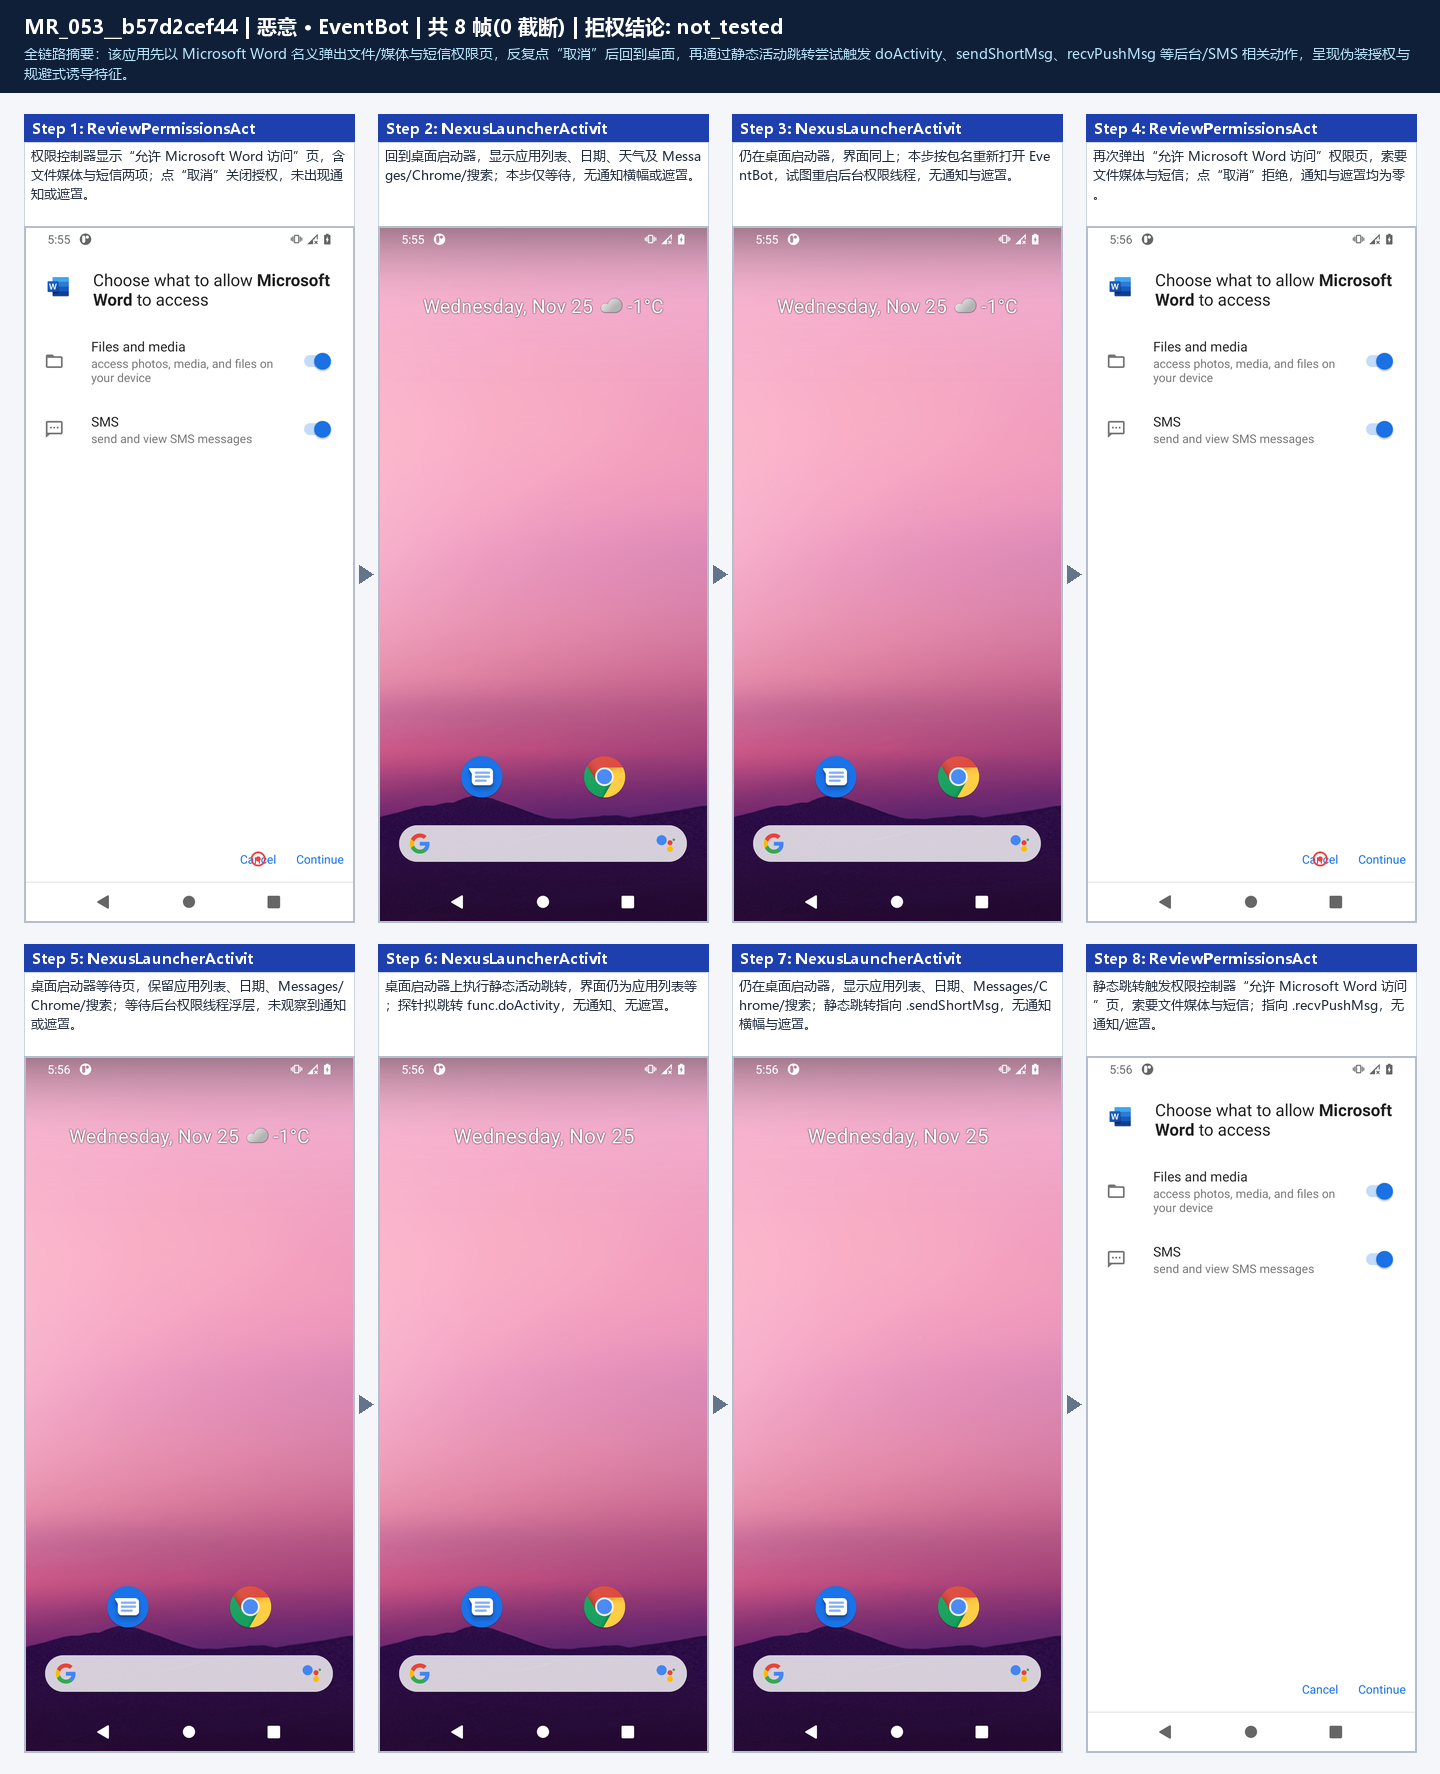 MR_053__b57d2cef44 | 恶意 • EventBot | 共 8 帧(0 截断) | 拒权结论: not_tested
全链路摘要：该应用先以 Microsoft Word 名义弹出文件/媒体与短信权限页，反复点“取消”后回到桌面，再通过静态活动跳转尝试触发 doActivity、sendShortMsg、recvPushMsg 等后台/SMS 相关动作，呈现伪装授权与
规避式诱导特征。
Step 1: ReviewPermissionsAct
权限控制器显示“允许 Microsoft Word 访问”页，含
文件媒体与短信两项；点“取消”关闭授权，未出现通
知或遮罩。
5:55
Choose what to allow Microsoft
Word to access
Files and media
access photos, media, and files on
your device
SMS
send and view SMS messages
Cancel Continue
Step 2: NexusLauncherActivit
回到桌面启动器，显示应用列表、日期、天气及 Messa
ges/Chrome/搜索；本步仅等待，无通知横幅或遮罩。
5:55
Wednesday, Nov 25 -1°C
Step 3: NexusLauncherActivit
仍在桌面启动器，界面同上；本步按包名重新打开 Eve
ntBot，试图重启后台权限线程，无通知与遮罩。
5:55
Wednesday, Nov 25 -1°C
Step 4: ReviewPermissionsAct
再次弹出“允许 Microsoft Word 访问”权限页，索要
文件媒体与短信；点“取消”拒绝，通知与遮罩均为零
。
5:56
Choose what to allow Microsoft
Word to access
Files and media
access photos, media, and files on
your device
SMS
send and view SMS messages
Cancel Continue
Step 5: NexusLauncherActivit
桌面启动器等待页，保留应用列表、日期、Messages/
Chrome/搜索；等待后台权限线程浮层，未观察到通知
或遮罩。
5:56
Wednesday, Nov 25 -1°C
Step 6: NexusLauncherActivit
桌面启动器上执行静态活动跳转，界面仍为应用列表等
；探针拟跳转 func.doActivity，无通知、无遮罩。
5:56
Wednesday, Nov 25
Step 7: NexusLauncherActivit
仍在桌面启动器，显示应用列表、日期、Messages/C
hrome/搜索；静态跳转指向 .sendShortMsg，无通知
横幅与遮罩。
5:56
Wednesday, Nov 25
Step 8: ReviewPermissionsAct
静态跳转触发权限控制器“允许 Microsoft Word 访问
”页，索要文件媒体与短信；指向 .recvPushMsg，无
通知/遮罩。
5:56
Choose what to allow Microsoft
Word to access
Files and media
access photos, media, and files on
your device
SMS
send and view SMS messages
Cancel Continue